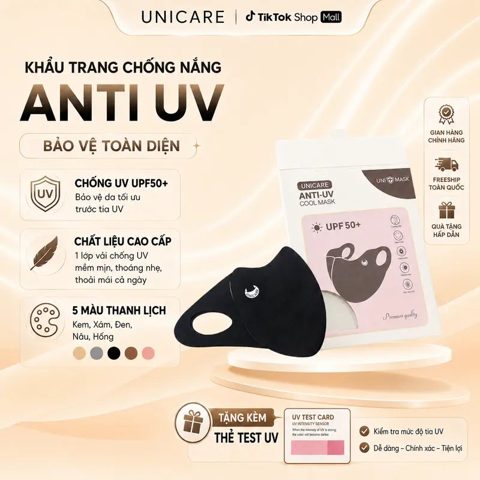 UNICARE
TikTok Shop Mall
KHẨU TRANG CHỐNG NẮNG
ANTI UV
BẢO VỆ TOÀN DIỆN
UV
CHỐNG UV UPF50+
Bảo vệ da tối ưu
trước tia UV
CHẤT LIỆU CAO CẤP
1 lớp vải chống UV
mềm mịn, thoáng nhẹ,
thoải mái cả ngày
5 MÀU THANH LỊCH
Kem, Xám, Đen,
Nâu, Hồng
UNICARE
ANTI-UV
COOL MASK
UNI MASK
UPF 50+
Premium quality
GIAN HÀNG
CHÍNH HÃNG
FREESHIP
TOÀN QUỐC
QUÀ TẶNG
HẤP DẪN
TẶNG KÈM
THẺ TEST UV
UV TEST CARD
UV INTENSITY SENSOR
Kiểm tra mức độ tia UV
Dễ dàng - Chính xác - Tiện lợi